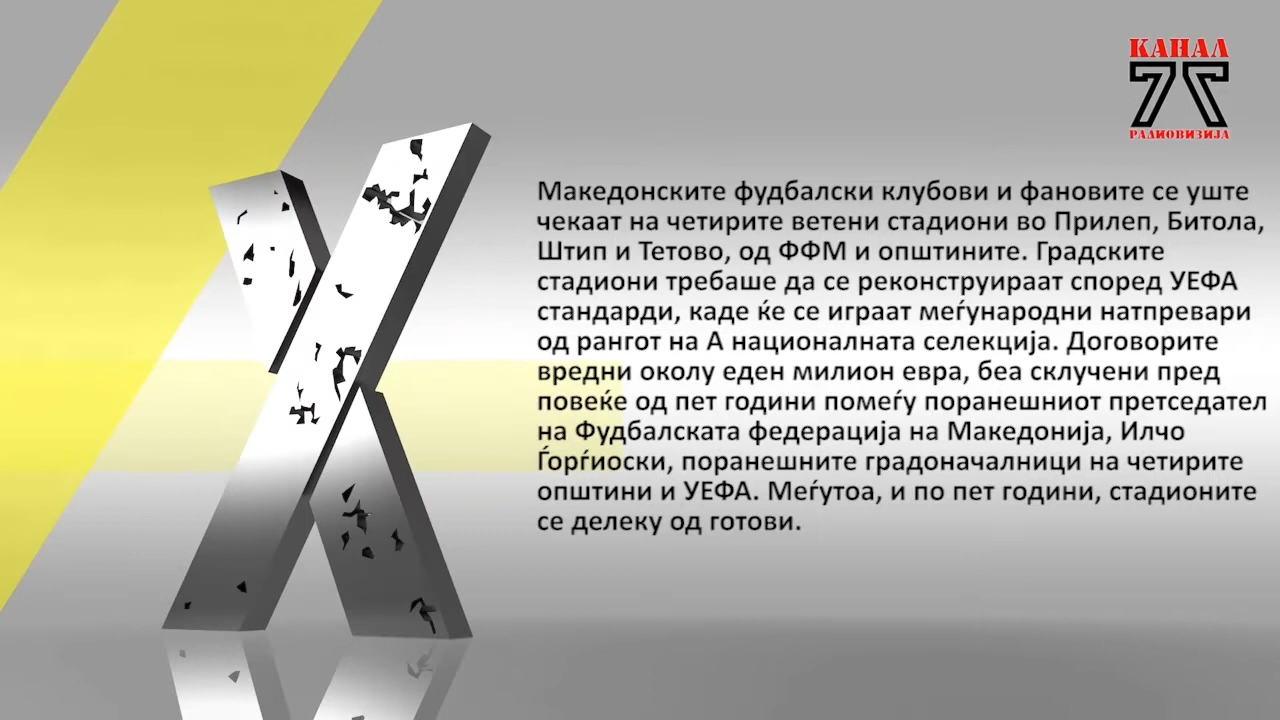 КАНАЛ
77
РАДИОВИЗИЈА
Македонските фудбалски клубови и фановите се уште
чекаат на четирите ветени стадиони во Прилеп, Битола,
Штип и Тетово, од ФФМ и општините. Градските
стадиони требаше да се реконструираат според УЕФА
стандарди, каде ќе се играат меѓународни натпревари
од рангот на А националната селекција. Договорите
вредни околу еден милион евра, беа склучени пред
повеќе од пет години помеѓу поранешниот претседател
на Фудбалската федерација на Македонија, Илчо
Ѓорѓиоски, поранешните градоначалници на четирите
општини и УЕФА. Меѓутоа, и по пет години, стадионите
се делеку од готови.